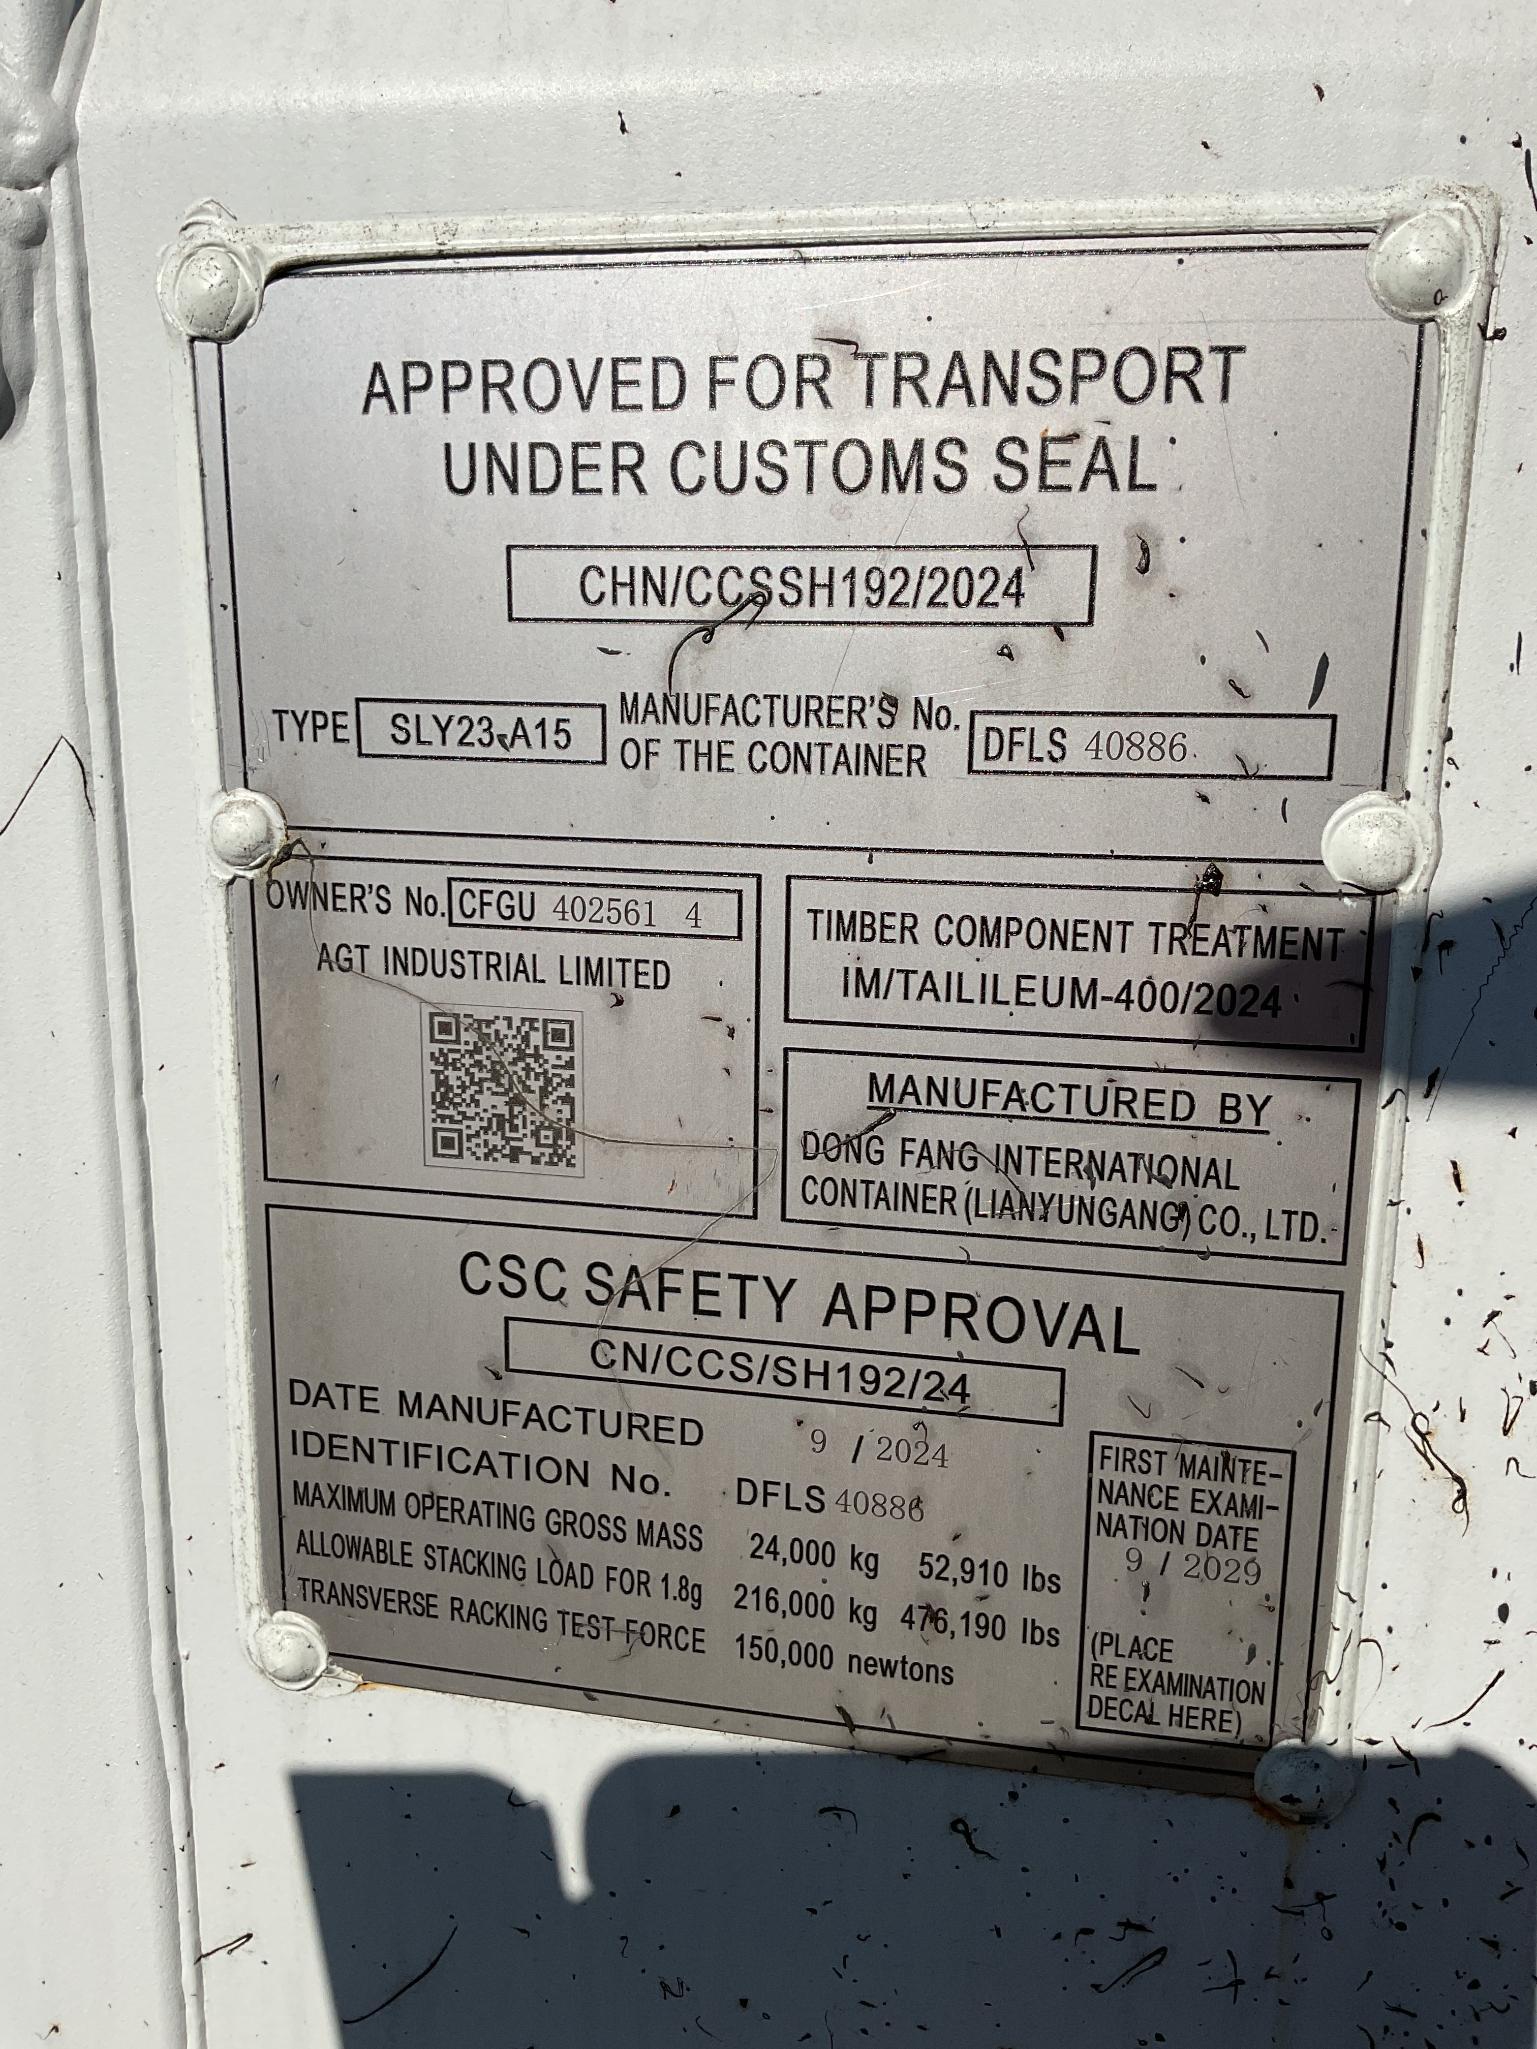 APPROVED FOR TRANSPORT
UNDER CUSTOMS SEAL
CHN/CCSSH192/2024
TYPE SLY23-A15
MANUFACTURER'S No.
OF THE CONTAINER
DFLS 40886
OWNER'S No. CFGU 402561 4
AGT INDUSTRIAL LIMITED
TIMBER COMPONENT TREATMENT
IM/TAILILEUM-400/2024
MANUFACTURED BY
DONG FANG INTERNATIONAL
CONTAINER (LIANYUNGANG) CO., LTD.
CSC SAFETY APPROVAL
CN/CCS/SH192/24
DATE MANUFACTURED 9 / 2024
IDENTIFICATION No. DFLS 40886
MAXIMUM OPERATING GROSS MASS 24,000 kg 52,910 lbs
ALLOWABLE STACKING LOAD FOR 1.8g 216,000 kg 476,190 lbs
TRANSVERSE RACKING TEST FORCE 150,000 newtons
FIRST MAINTE-
NANCE EXAMI-
NATION DATE
9 / 2029
(PLACE
RE EXAMINATION
DECAL HERE)